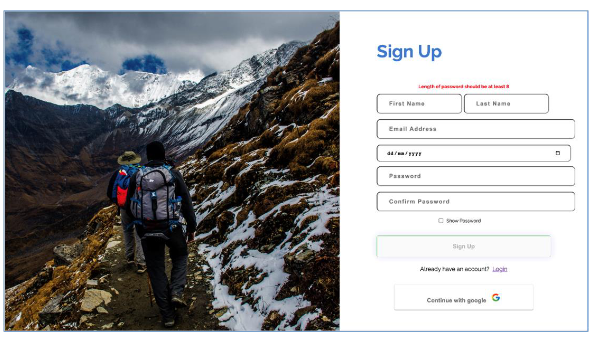 Sign Up
Length of password should be at least 8
First Name Last Name
Email Address
dd/mm/yyyy
Password
Confirm Password
Show Password
Sign Up
Already have an account? Login
Continue with google